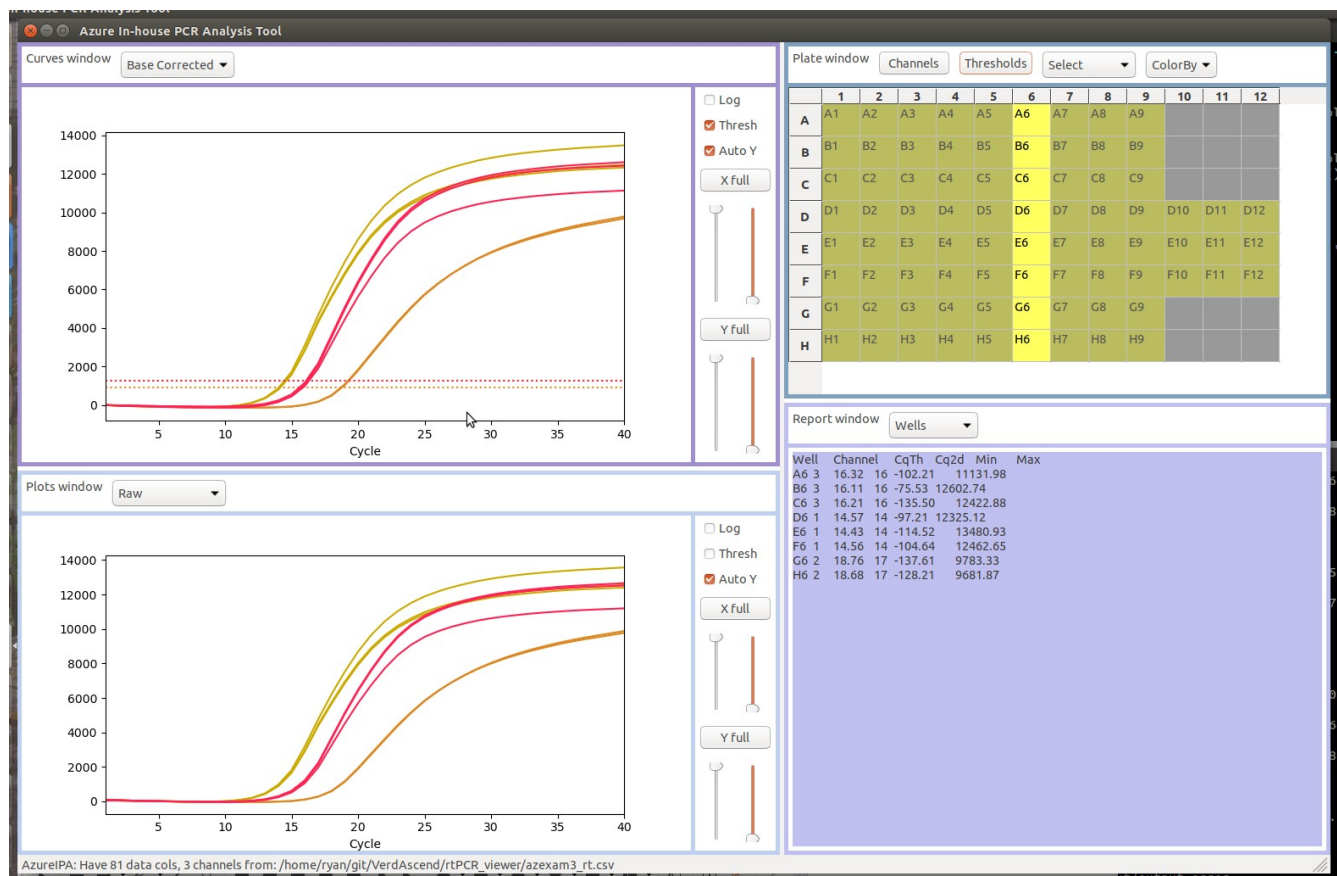 Azure In-house PCR Analysis Tool
Curves window Base Corrected
Log
Thresh
Auto Y
X full
Y full
14000
12000
10000
8000
6000
4000
2000
0
5 10 15 20 25 30 35 40
Cycle
Plots window Raw
Log
Thresh
Auto Y
X full
Y full
14000
12000
10000
8000
6000
4000
2000
0
5 10 15 20 25 30 35 40
Cycle
Plate window Channels Thresholds Select ColorBy
1 2 3 4 5 6 7 8 9 10 11 12
A A1 A2 A3 A4 A5 A6 A7 A8 A9
B B1 B2 B3 B4 B5 B6 B7 B8 B9
C C1 C2 C3 C4 C5 C6 C7 C8 C9
D D1 D2 D3 D4 D5 D6 D7 D8 D9 D10 D11 D12
E E1 E2 E3 E4 E5 E6 E7 E8 E9 E10 E11 E12
F F1 F2 F3 F4 F5 F6 F7 F8 F9 F10 F11 F12
G G1 G2 G3 G4 G5 G6 G7 G8 G9
H H1 H2 H3 H4 H5 H6 H7 H8 H9
Report window Wells
Well Channel CqTh Cq2d Min Max
A6 3 16.32 16 -102.21 11131.98
B6 3 16.11 16 -75.53 12602.74
C6 3 16.21 16 -135.50 12422.88
D6 1 14.57 14 -97.21 12325.12
E6 1 14.43 14 -114.52 13480.93
F6 1 14.56 14 -104.64 12462.65
G6 2 18.76 17 -137.61 9783.33
H6 2 18.68 17 -128.21 9681.87
AzureIPA: Have 81 data cols, 3 channels from: /home/ryan/git/VerdAscend/rtPCR_viewer/azexam3_rt.csv